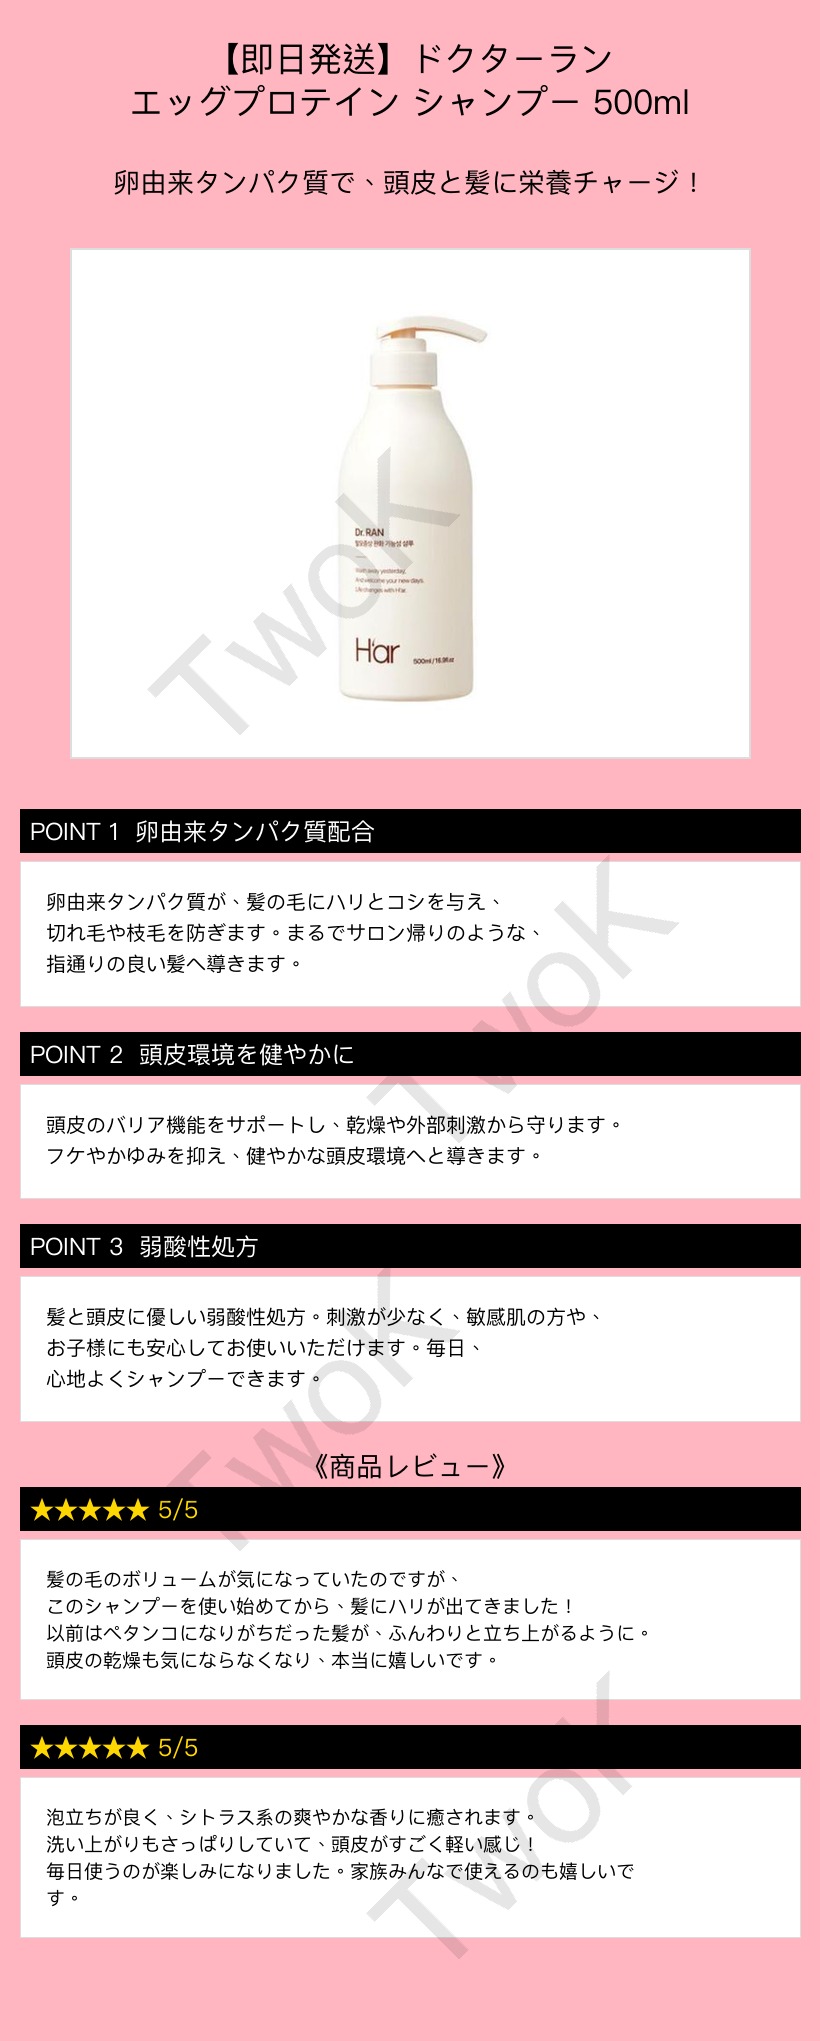 【即日発送】ドクターラン
エッグプロテイン シャンプー 500ml
卵由来タンパク質で、頭皮と髪に栄養チャージ！
Dr.RAN
탈모증상 완화 기능성 샴푸
Wash away yesterday,
And welcome your new days.
Life changes with H'ar.
H'ar
500ml / 16.9fl.oz
TwoK
POINT 1 卵由来タンパク質配合
卵由来タンパク質が、髪の毛にハリとコシを与え、
切れ毛や枝毛を防ぎます。まるでサロン帰りのような、
指通りの良い髪へ導きます。
TwoK
POINT 2 頭皮環境を健やかに
頭皮のバリア機能をサポートし、乾燥や外部刺激から守ります。
フケやかゆみを抑え、健やかな頭皮環境へと導きます。
POINT 3 弱酸性処方
髪と頭皮に優しい弱酸性処方。刺激が少なく、敏感肌の方や、
お子様にも安心してお使いいただけます。毎日、
心地よくシャンプーできます。
TwoK
《商品レビュー》
★★★★★ 5/5
髪の毛のボリュームが気になっていたのですが、
このシャンプーを使い始めてから、髪にハリが出てきました！
以前はペタンコになりがちだった髪が、ふんわりと立ち上がるように。
頭皮の乾燥も気にならなくなり、本当に嬉しいです。
★★★★★ 5/5
泡立ちが良く、シトラス系の爽やかな香りに癒されます。
洗い上がりもさっぱりしていて、頭皮がすごく軽い感じ！
毎日使うのが楽しみになりました。家族みんなで使えるのも嬉しいで
す。
TwoK